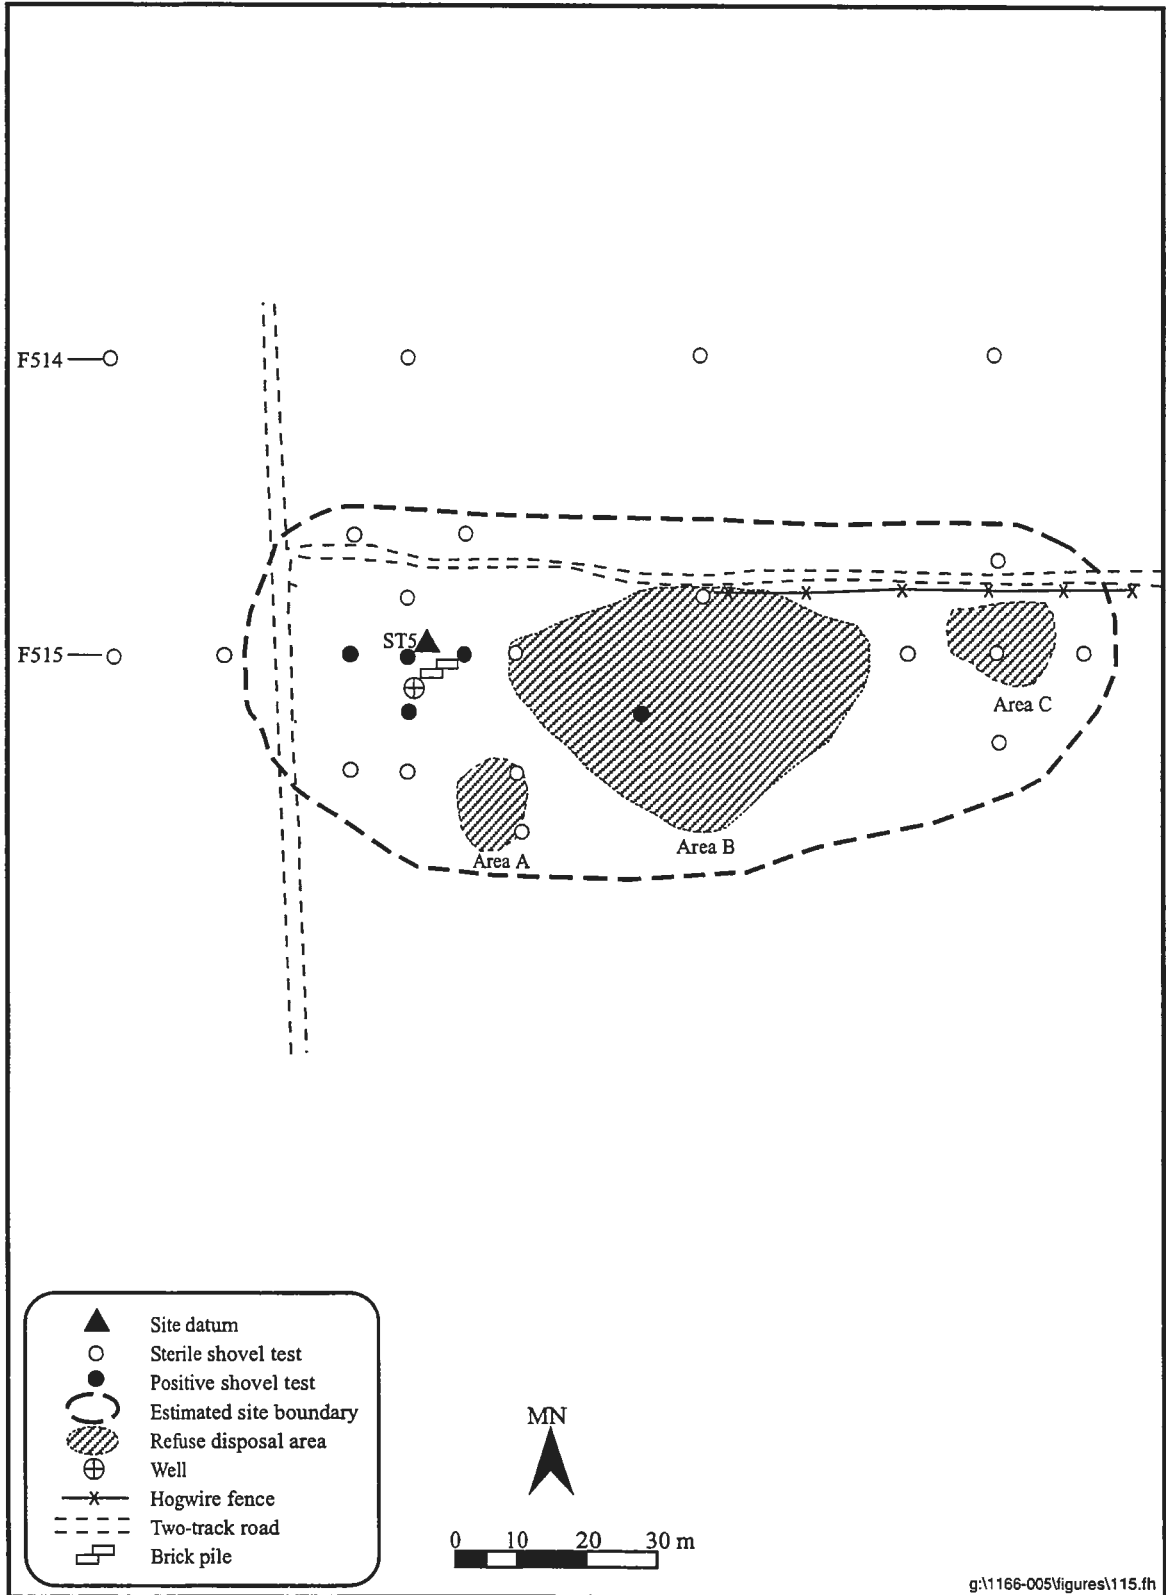 F514
ST5
F515
Area C
Area B
Area A
Site datum
Sterile shovel test
Positive shovel test
Estimated site boundary
Refuse disposal area
Well
Hogwire fence
Two-track road
Brick pile
MN
0 10 20 30 m
g:\1166-005\figures\115.fh